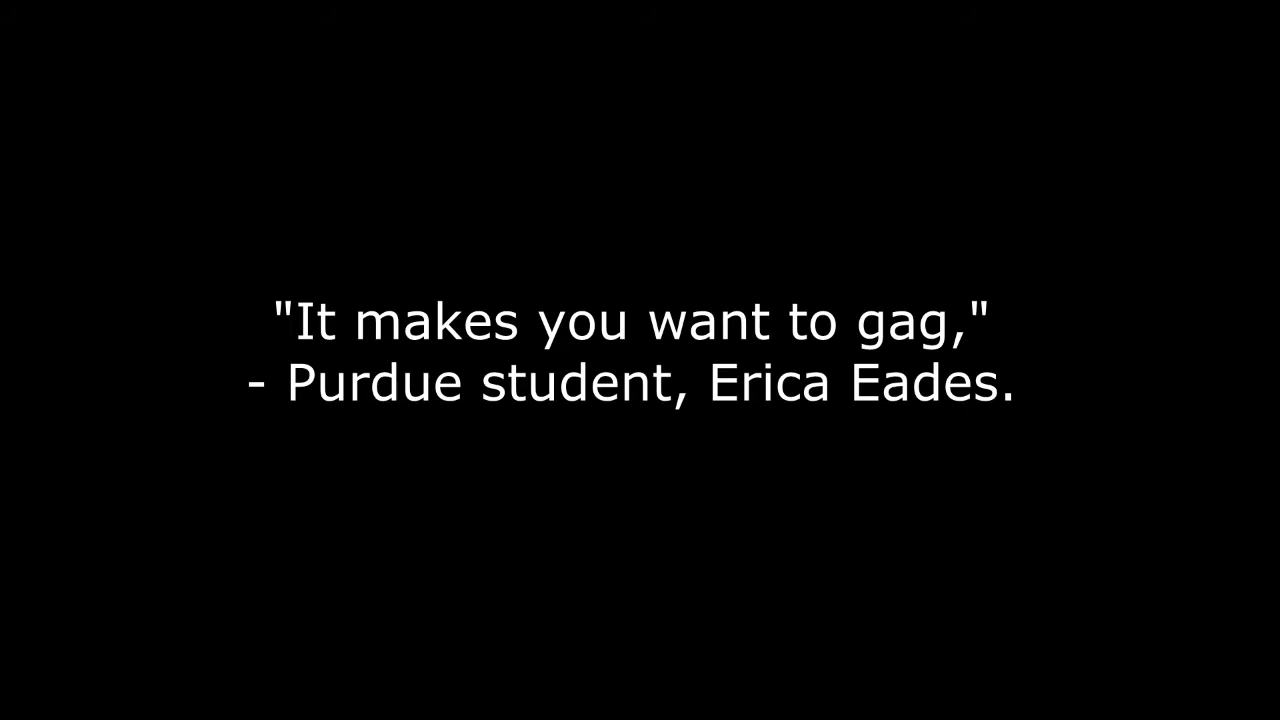 "It makes you want to gag,"
- Purdue student, Erica Eades.